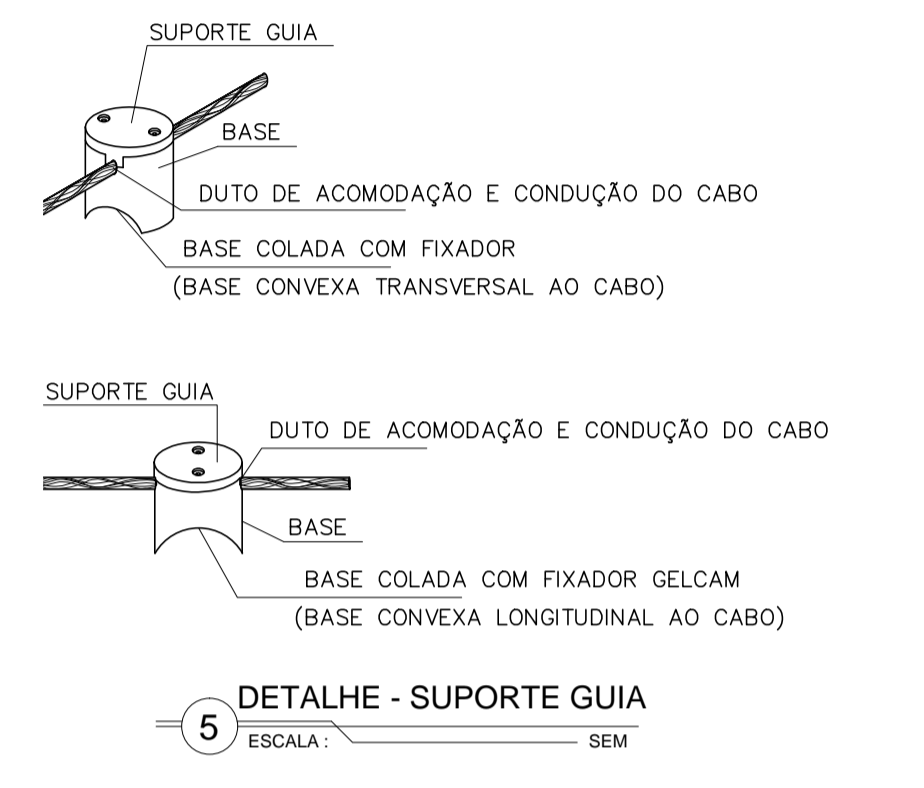 SUPORTE GUIA
BASE
DUTO DE ACOMODAÇÃO E CONDUÇÃO DO CABO
BASE COLADA COM FIXADOR
(BASE CONVEXA TRANSVERSAL AO CABO)
SUPORTE GUIA
DUTO DE ACOMODAÇÃO E CONDUÇÃO DO CABO
BASE
BASE COLADA COM FIXADOR GELCAM
(BASE CONVEXA LONGITUDINAL AO CABO)
5 DETALHE - SUPORTE GUIA
ESCALA : SEM